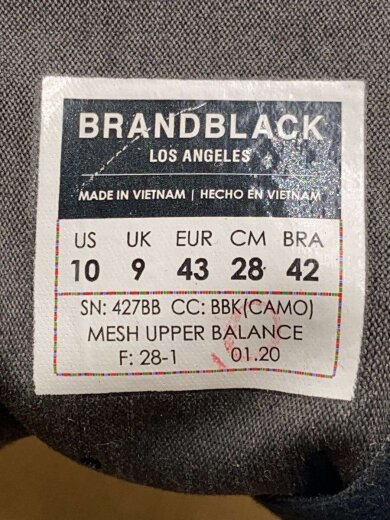 BRANDBLACK
LOS ANGELES
MADE IN VIETNAM | HECHO EN VIETNAM
US UK EUR CM BRA
10 9 43 28 42
SN: 427BB CC: BBK(CAMO)
MESH UPPER BALANCE
F: 28-1 01.20